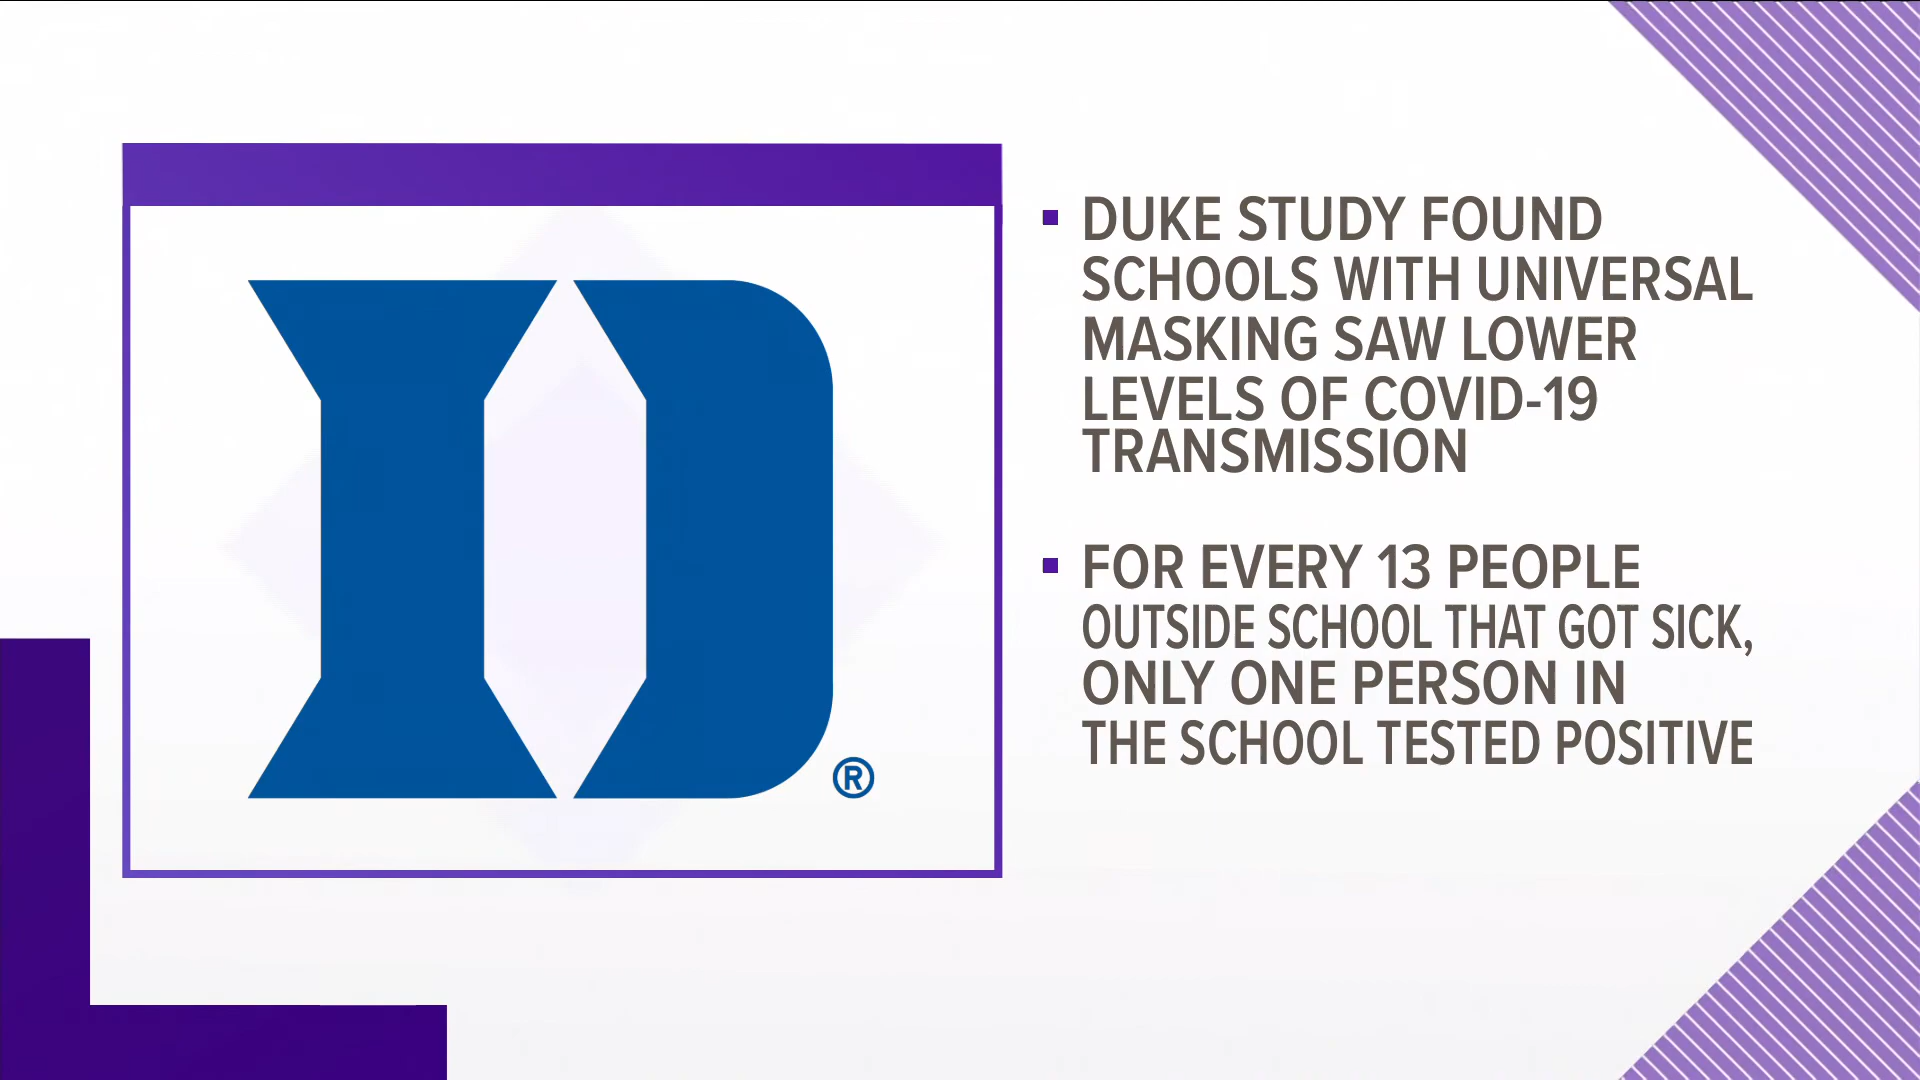 D
®
DUKE STUDY FOUND
SCHOOLS WITH UNIVERSAL
MASKING SAW LOWER
LEVELS OF COVID-19
TRANSMISSION
FOR EVERY 13 PEOPLE
OUTSIDE SCHOOL THAT GOT SICK,
ONLY ONE PERSON IN
THE SCHOOL TESTED POSITIVE